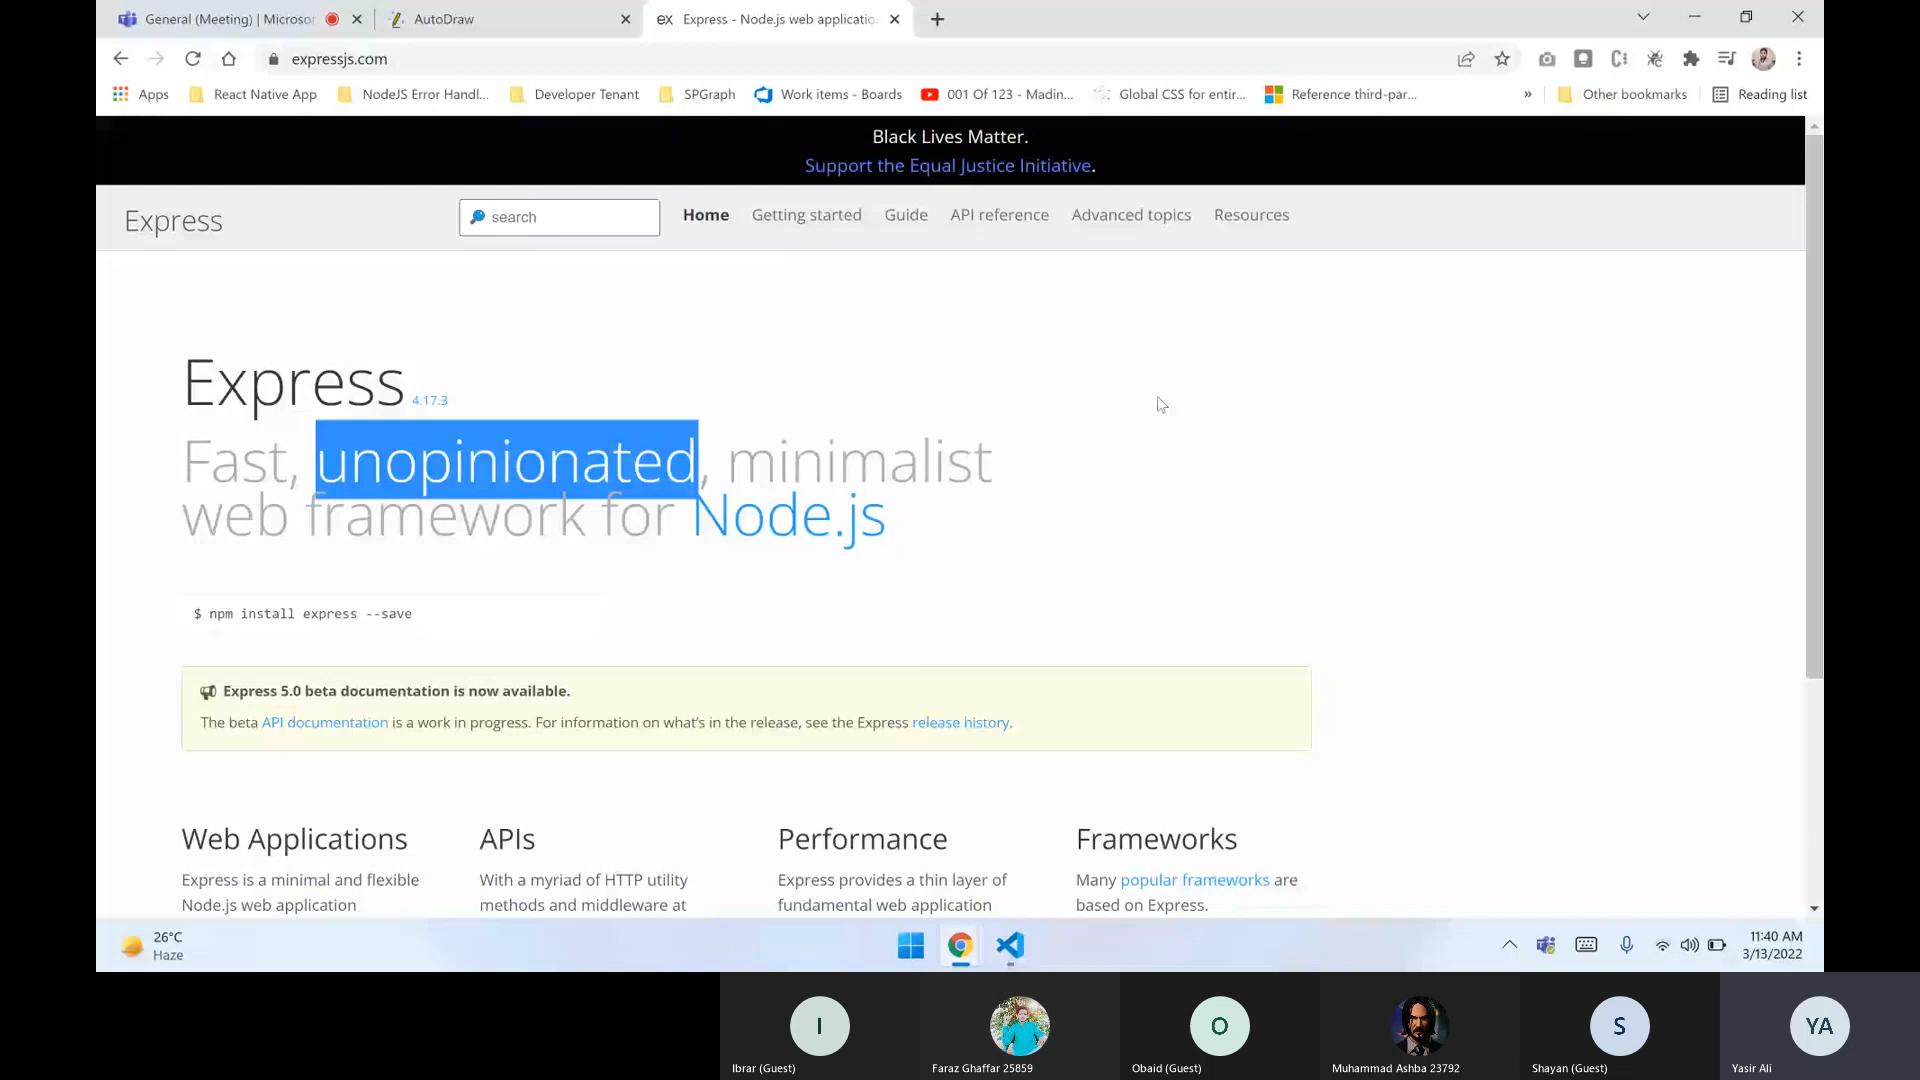 General (Meeting) | Microso
AutoDraw
EX Express - Node.js web applicatio
expressjs.com
Apps
React Native App
NodeJS Error Handl...
Developer Tenant
SPGraph
Work items - Boards
001 Of 123 - Madin...
Global CSS for entir...
Reference third-par...
»
Other bookmarks
Reading list
Black Lives Matter.
Support the Equal Justice Initiative.
Express
search
Home
Getting started
Guide
API reference
Advanced topics
Resources
Express 4.17.3
Fast, unopinionated, minimalist
web framework for Node.js
$ npm install express --save
Express 5.0 beta documentation is now available.
The beta API documentation is a work in progress. For information on what's in the release, see the Express release history.
Web Applications
Express is a minimal and flexible
Node.js web application
APIs
With a myriad of HTTP utility
methods and middleware at
Performance
Express provides a thin layer of
fundamental web application
Frameworks
Many popular frameworks are
based on Express.
26°C
Haze
11:40 AM
3/13/2022
I
Ibrar (Guest)
Faraz Ghaffar 25859
O
Obaid (Guest)
Muhammad Ashba 23792
S
Shayan (Guest)
YA
Yasir Ali